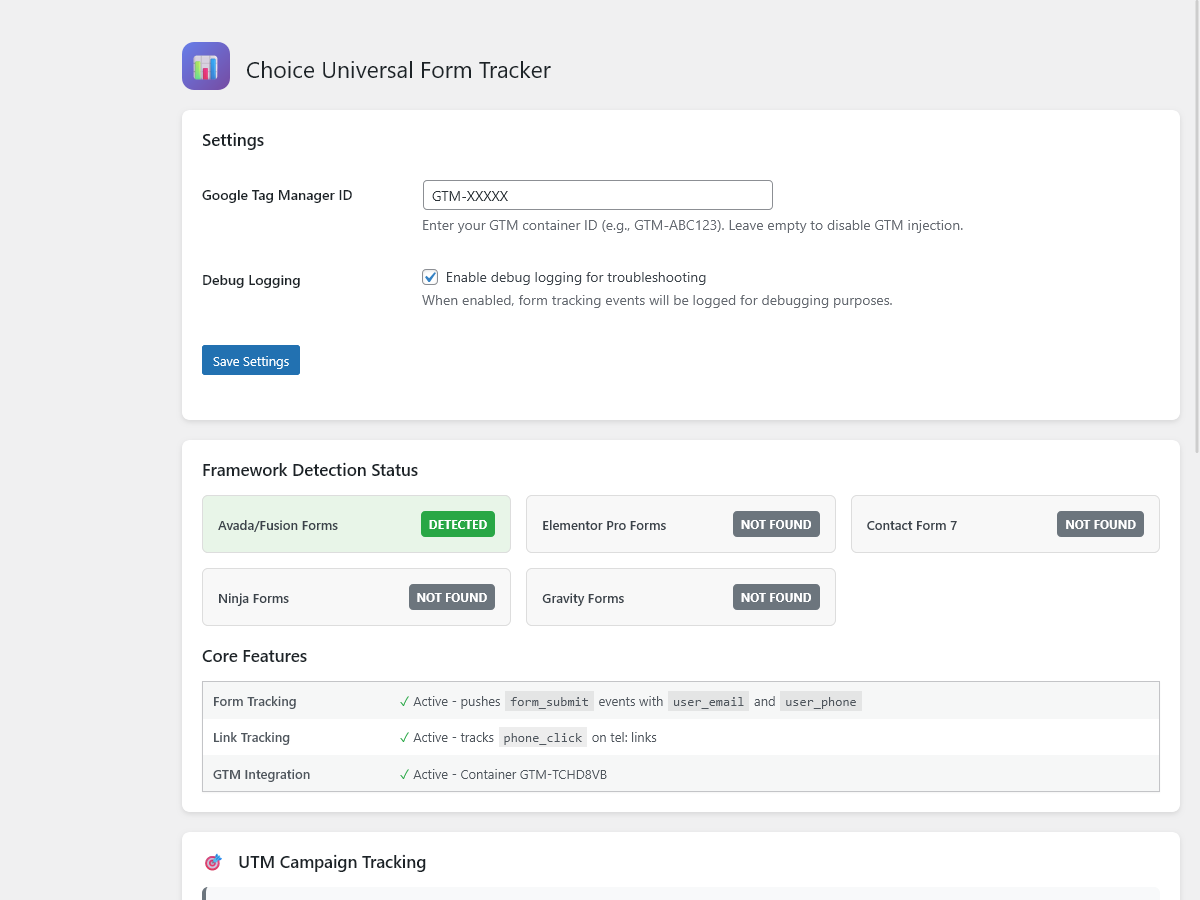 Choice Universal Form Tracker
Settings
Google Tag Manager ID
GTM-XXXXX
Enter your GTM container ID (e.g., GTM-ABC123). Leave empty to disable GTM injection.
Debug Logging
Enable debug logging for troubleshooting
When enabled, form tracking events will be logged for debugging purposes.
Save Settings
Framework Detection Status
Avada/Fusion Forms DETECTED
Elementor Pro Forms NOT FOUND
Contact Form 7 NOT FOUND
Ninja Forms NOT FOUND
Gravity Forms NOT FOUND
Core Features
Form Tracking ✓ Active - pushes form_submit events with user_email and user_phone
Link Tracking ✓ Active - tracks phone_click on tel: links
GTM Integration ✓ Active - Container GTM-TCHD8VB
UTM Campaign Tracking